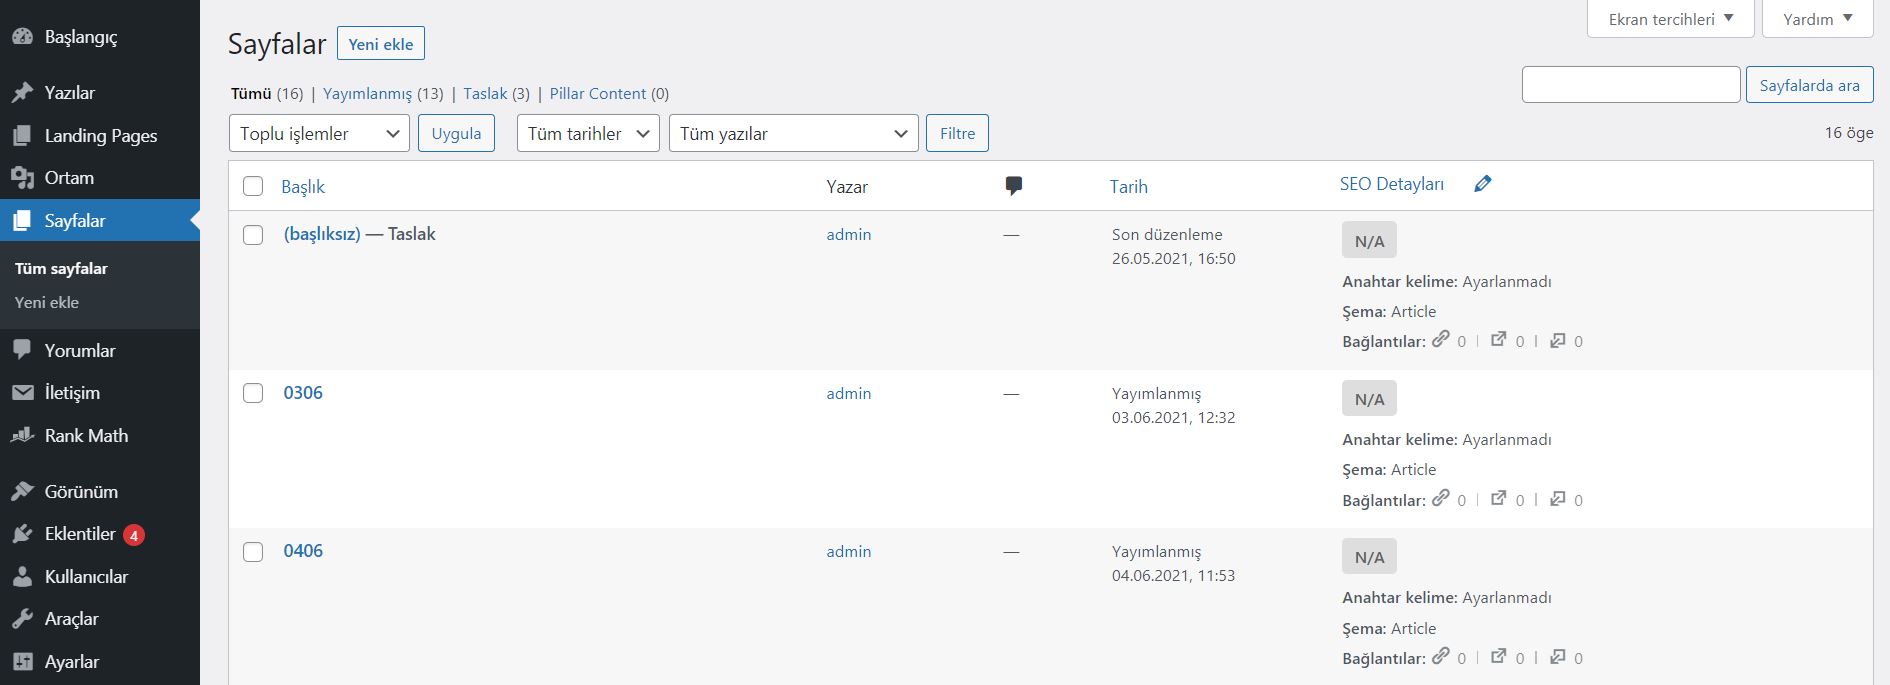 Başlangıç
Yazılar
Landing Pages
Ortam
Sayfalar
Tüm sayfalar
Yeni ekle
Yorumlar
İletişim
Rank Math
Görünüm
Eklentiler 4
Kullanıcılar
Araçlar
Ayarlar
Ekran tercihleri Yardım
Sayfalar Yeni ekle
Tümü (16) | Yayımlanmış (13) | Taslak (3) | Pillar Content (0)
Sayfalarda ara
Toplu işlemler Uygula Tüm tarihler Tüm yazılar Filtre
16 öge
Başlık Yazar Tarih SEO Detayları
(başlıksız) — Taslak admin — Son düzenleme N/A
26.05.2021, 16:50
Anahtar kelime: Ayarlanmadı
Şema: Article
Bağlantılar: 0 | 0 | 0
0306 admin — Yayımlanmış N/A
03.06.2021, 12:32
Anahtar kelime: Ayarlanmadı
Şema: Article
Bağlantılar: 0 | 0 | 0
0406 admin — Yayımlanmış N/A
04.06.2021, 11:53
Anahtar kelime: Ayarlanmadı
Şema: Article
Bağlantılar: 0 | 0 | 0